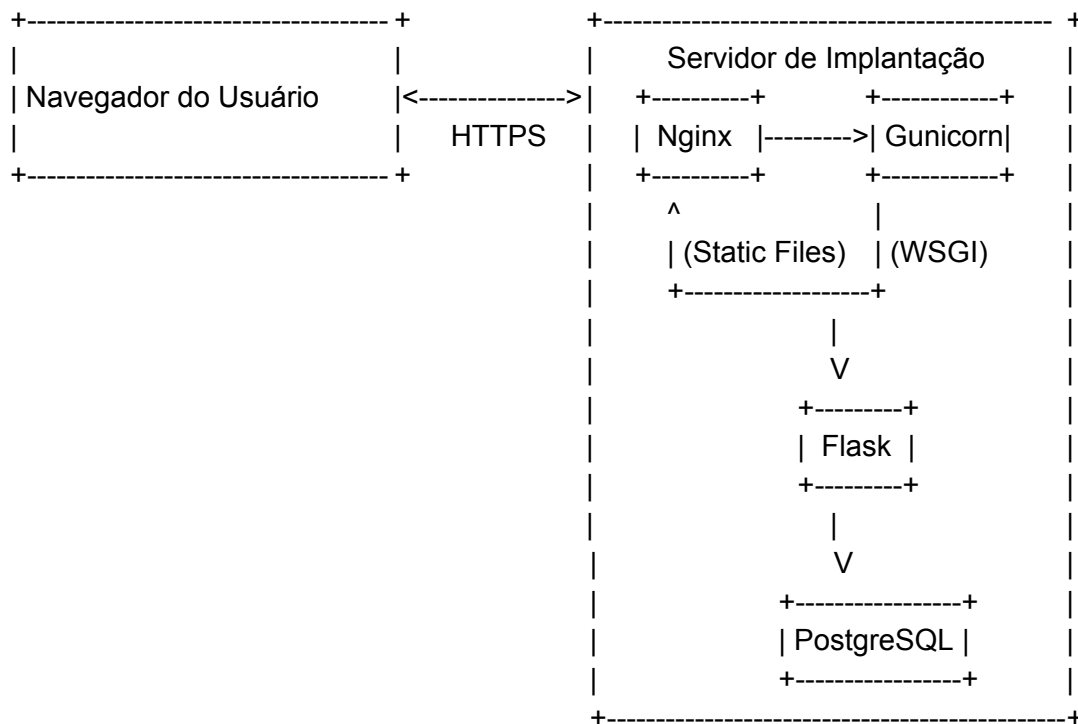 +------------------------------------- + +---------------------------------------------- +
| | | Servidor de Implantação |
| Navegador do Usuário |<--------------->| +----------+ +------------+ |
| | HTTPS | | Nginx |--------->| Gunicorn| |
+------------------------------------- + | +----------+ +------------+ |
| ^ | |
| | (Static Files) | (WSGI) |
| +-------------------+ |
| | |
| V |
| +---------+ |
| | Flask | |
| +---------+ |
| | |
| V |
| +-----------------+ |
| | PostgreSQL | |
| +-----------------+ |
+-----------------------------------------------+